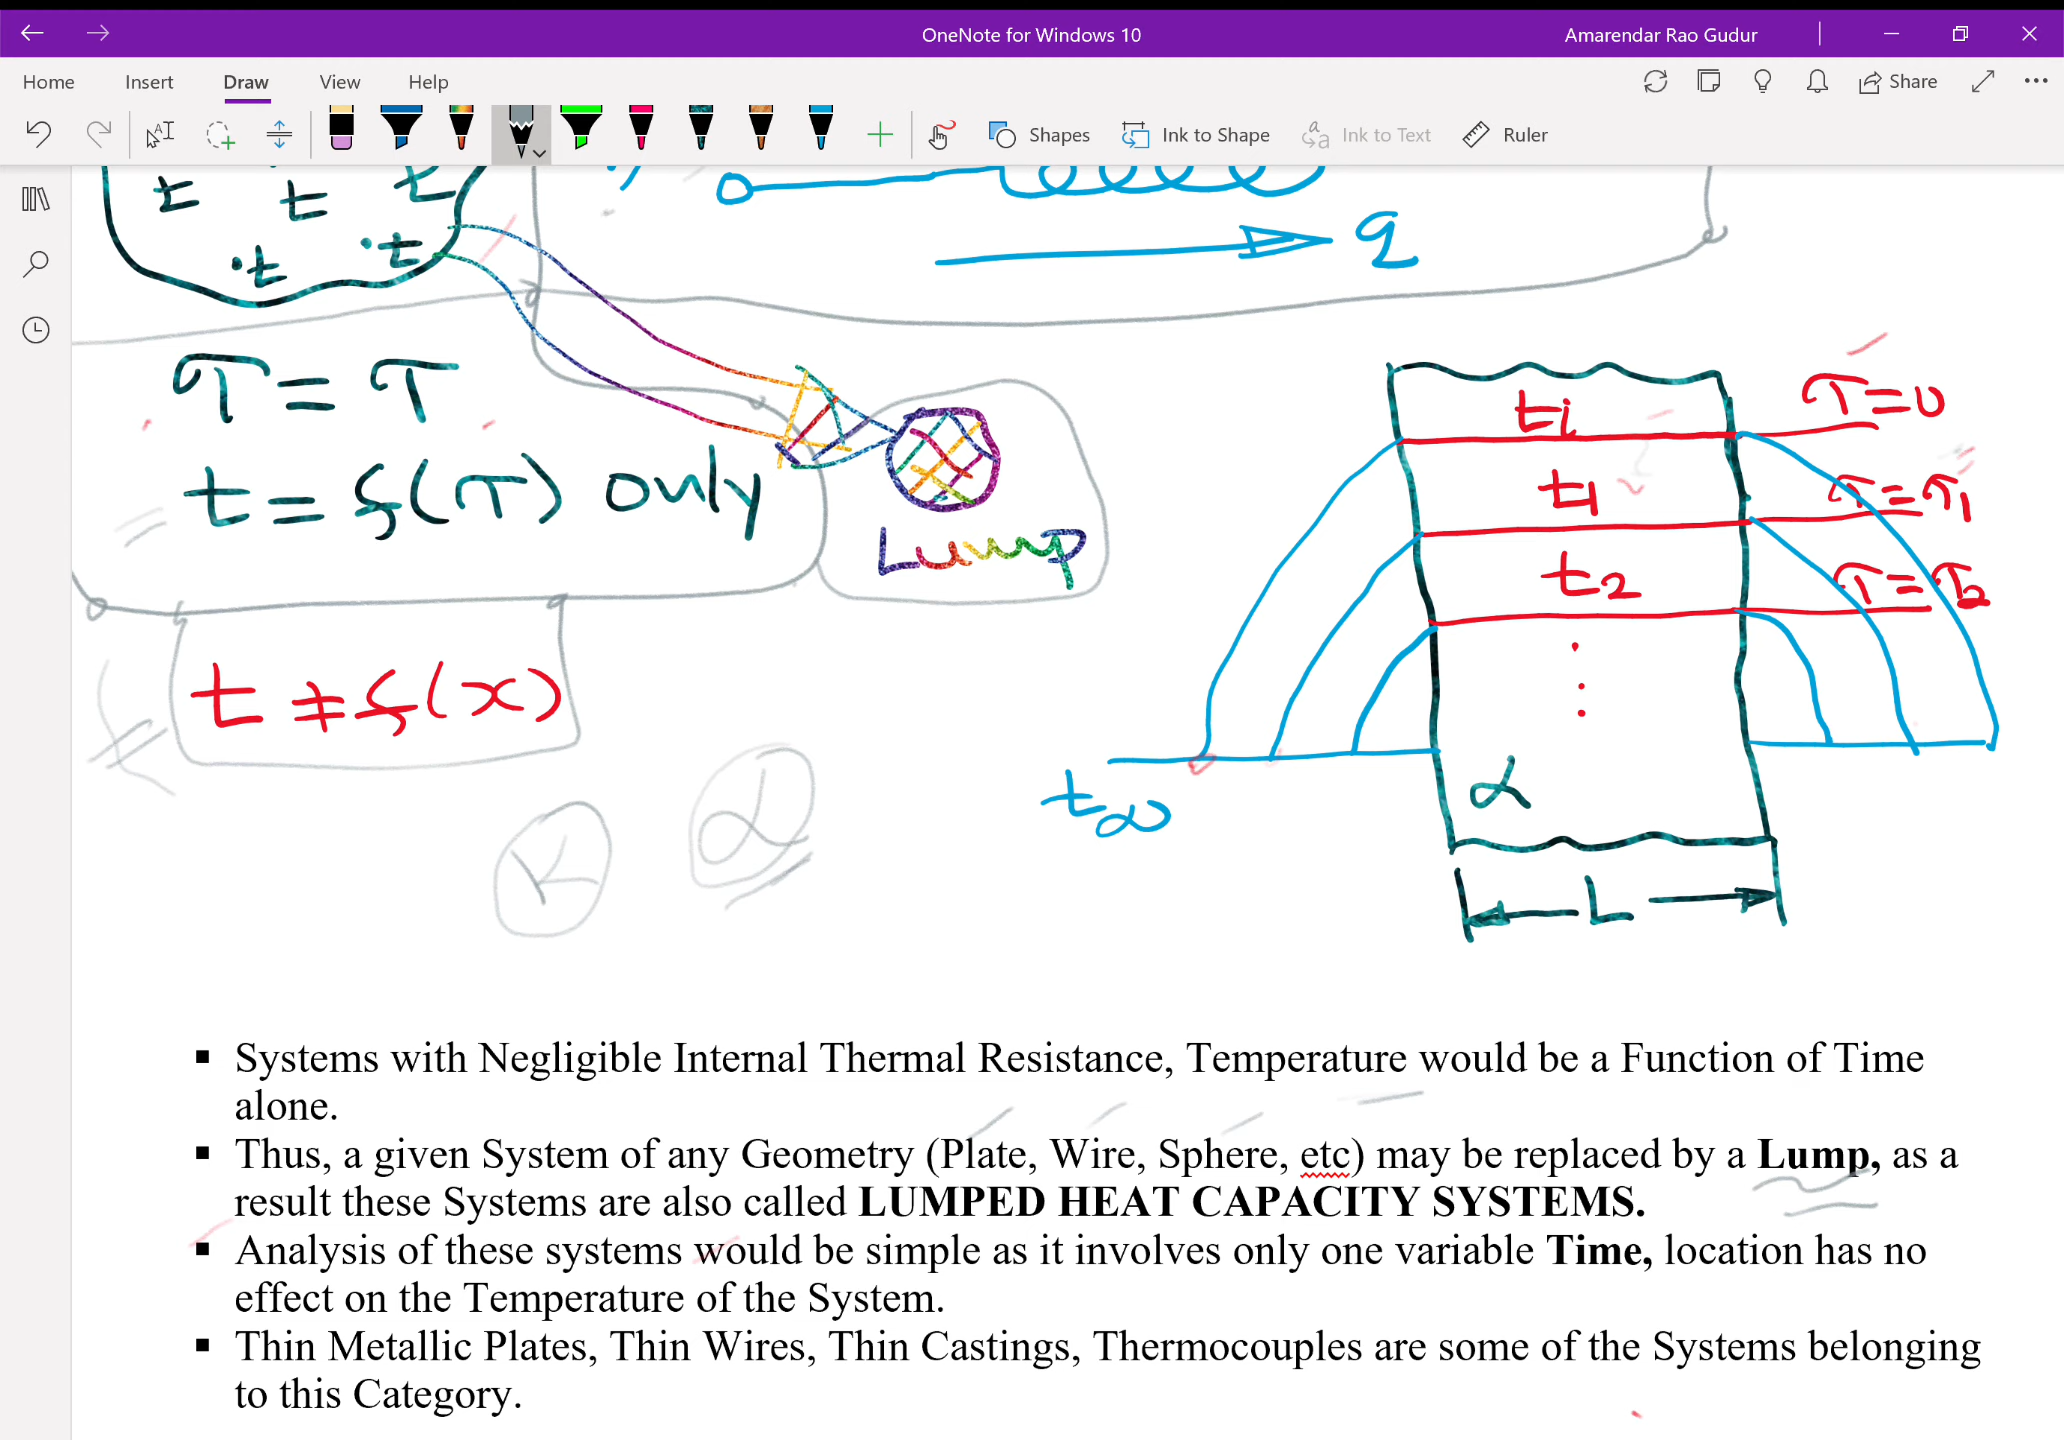 OneNote for Windows 10
Amarendar Rao Gudur
Home Insert Draw View Help
Share
Shapes Ink to Shape Ink to Text Ruler
t t t
t t
q
τ = τ
t = f(τ) only
Lump
t ≠ f(x)
K α
ti τ=0
t1 τ=τ1
t2 τ=τ2
t∞
α
L
▪ Systems with Negligible Internal Thermal Resistance, Temperature would be a Function of Time
alone.
▪ Thus, a given System of any Geometry (Plate, Wire, Sphere, etc) may be replaced by a Lump, as a
result these Systems are also called LUMPED HEAT CAPACITY SYSTEMS.
▪ Analysis of these systems would be simple as it involves only one variable Time, location has no
effect on the Temperature of the System.
▪ Thin Metallic Plates, Thin Wires, Thin Castings, Thermocouples are some of the Systems belonging
to this Category.